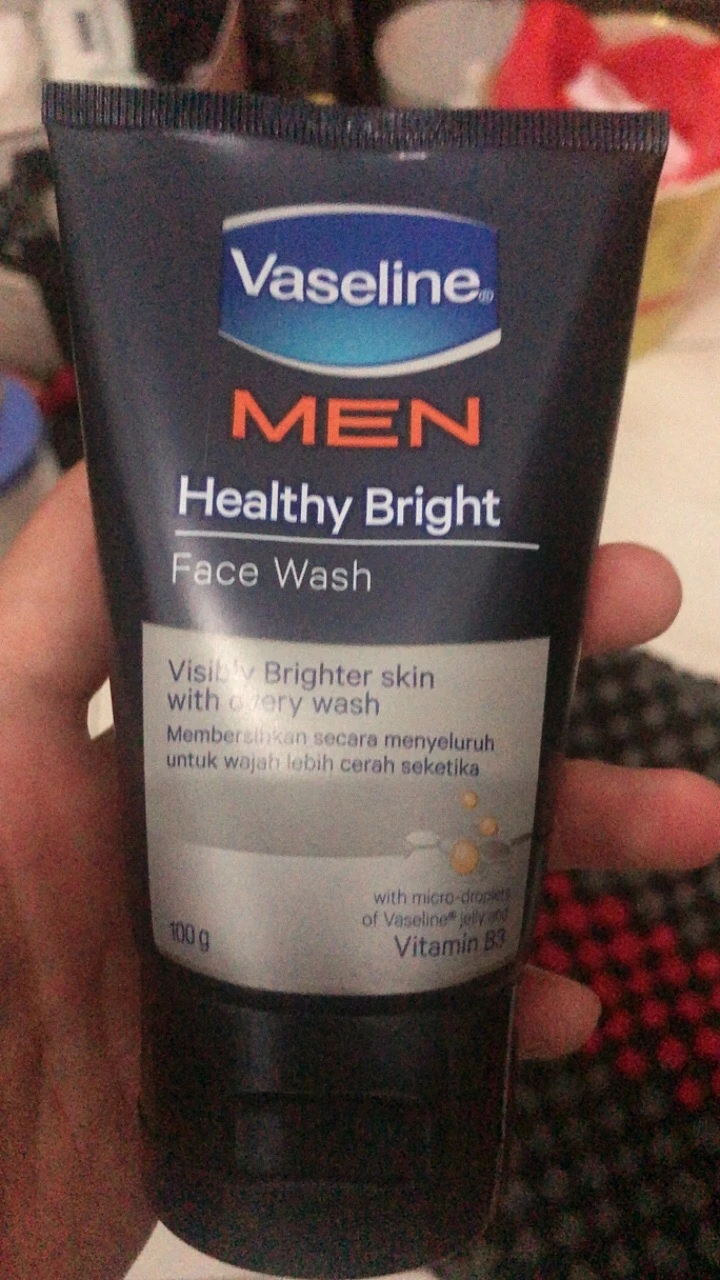 Vaseline®
MEN
Healthy Bright
Face Wash
Visibly Brighter skin
with every wash
Membersihkan secara menyeluruh
untuk wajah lebih cerah seketika
with micro-droplets
of Vaseline® jelly and
Vitamin B3
100 g